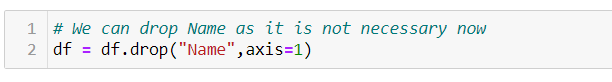 1 # We can drop Name as it is not necessary now
2 df = df.drop("Name",axis=1)